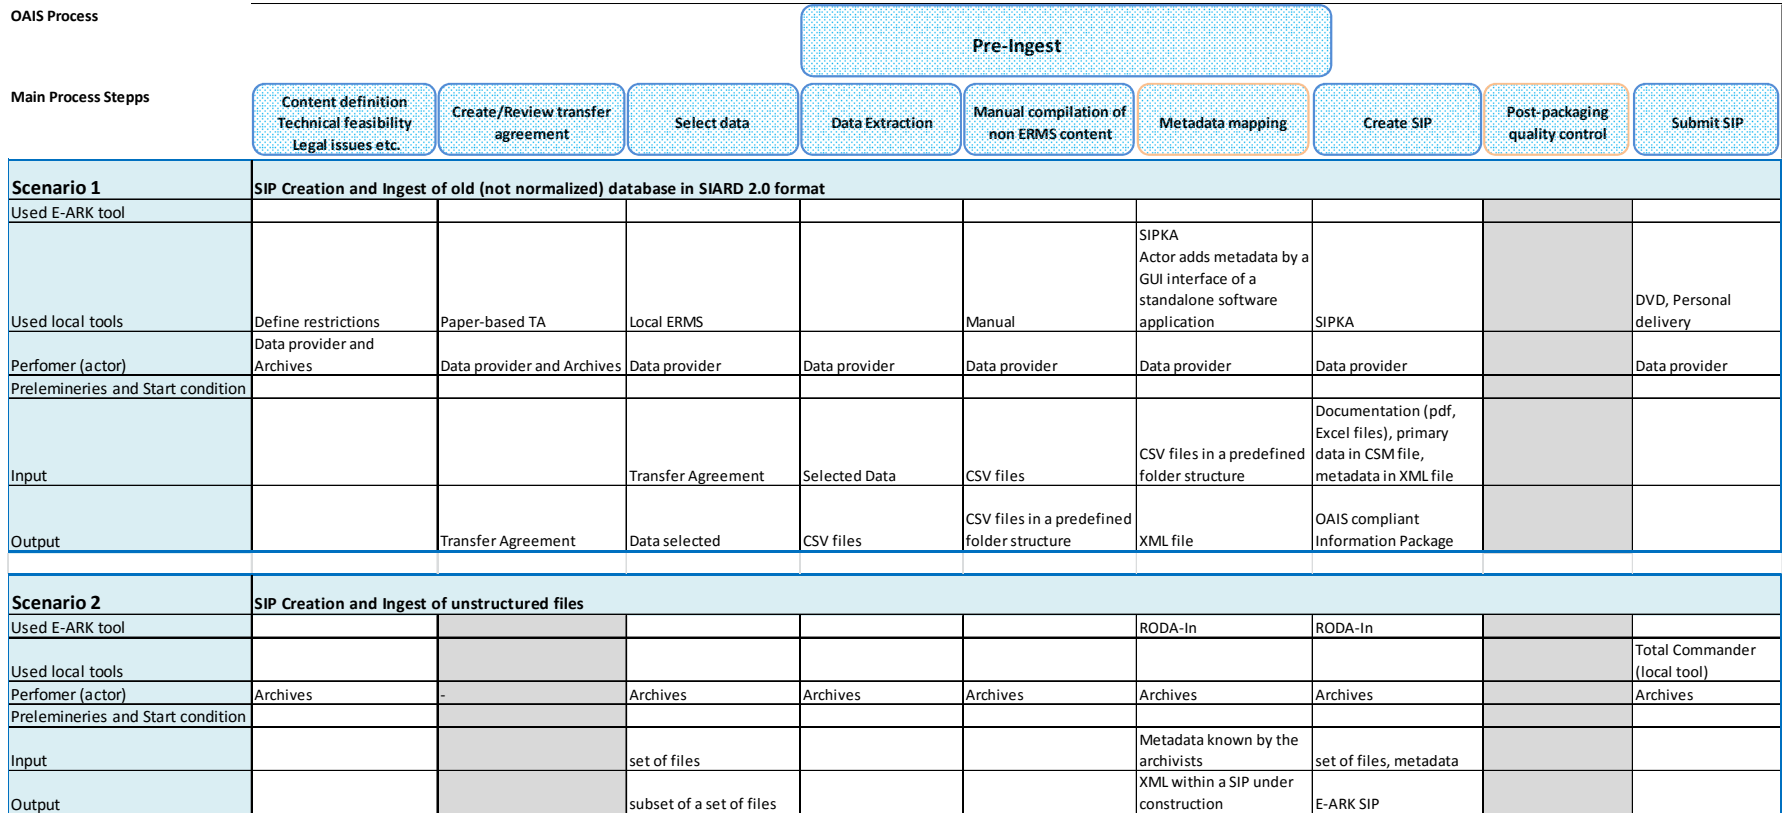 OAIS Process
Pre-Ingest
Main Process Stepps
Content definition
Technical feasibility
Legal issues etc.
Create/Review transfer
agreement
Select data
Data Extraction
Manual compilation of
non ERMS content
Metadata mapping
Create SIP
Post-packaging
quality control
Submit SIP
Scenario 1
SIP Creation and Ingest of old (not normalized) database in SIARD 2.0 format
Used E-ARK tool
Used local tools
Define restrictions
Paper-based TA
Local ERMS
Manual
SIPKA
Actor adds metadata by a
GUI interface of a
standalone software
application
SIPKA
DVD, Personal
delivery
Perfomer (actor)
Data provider and
Archives
Data provider and Archives
Data provider
Data provider
Data provider
Data provider
Data provider
Data provider
Prelemineries and Start condition
Input
Transfer Agreement
Selected Data
CSV files
CSV files in a predefined
folder structure
Documentation (pdf,
Excel files), primary
data in CSM file,
metadata in XML file
Output
Transfer Agreement
Data selected
CSV files
CSV files in a predefined
folder structure
XML file
OAIS compliant
Information Package
Scenario 2
SIP Creation and Ingest of unstructured files
Used E-ARK tool
RODA-In
RODA-In
Used local tools
Total Commander
(local tool)
Perfomer (actor)
Archives
-
Archives
Archives
Archives
Archives
Archives
Archives
Prelemineries and Start condition
Input
set of files
Metadata known by the
archivists
set of files, metadata
Output
subset of a set of files
XML within a SIP under
construction
E-ARK SIP